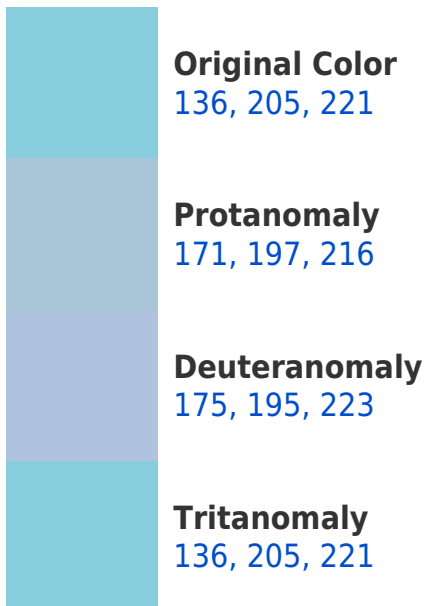 Original Color
136, 205, 221
Protanomaly
171, 197, 216
Deuteranomaly
175, 195, 223
Tritanomaly
136, 205, 221